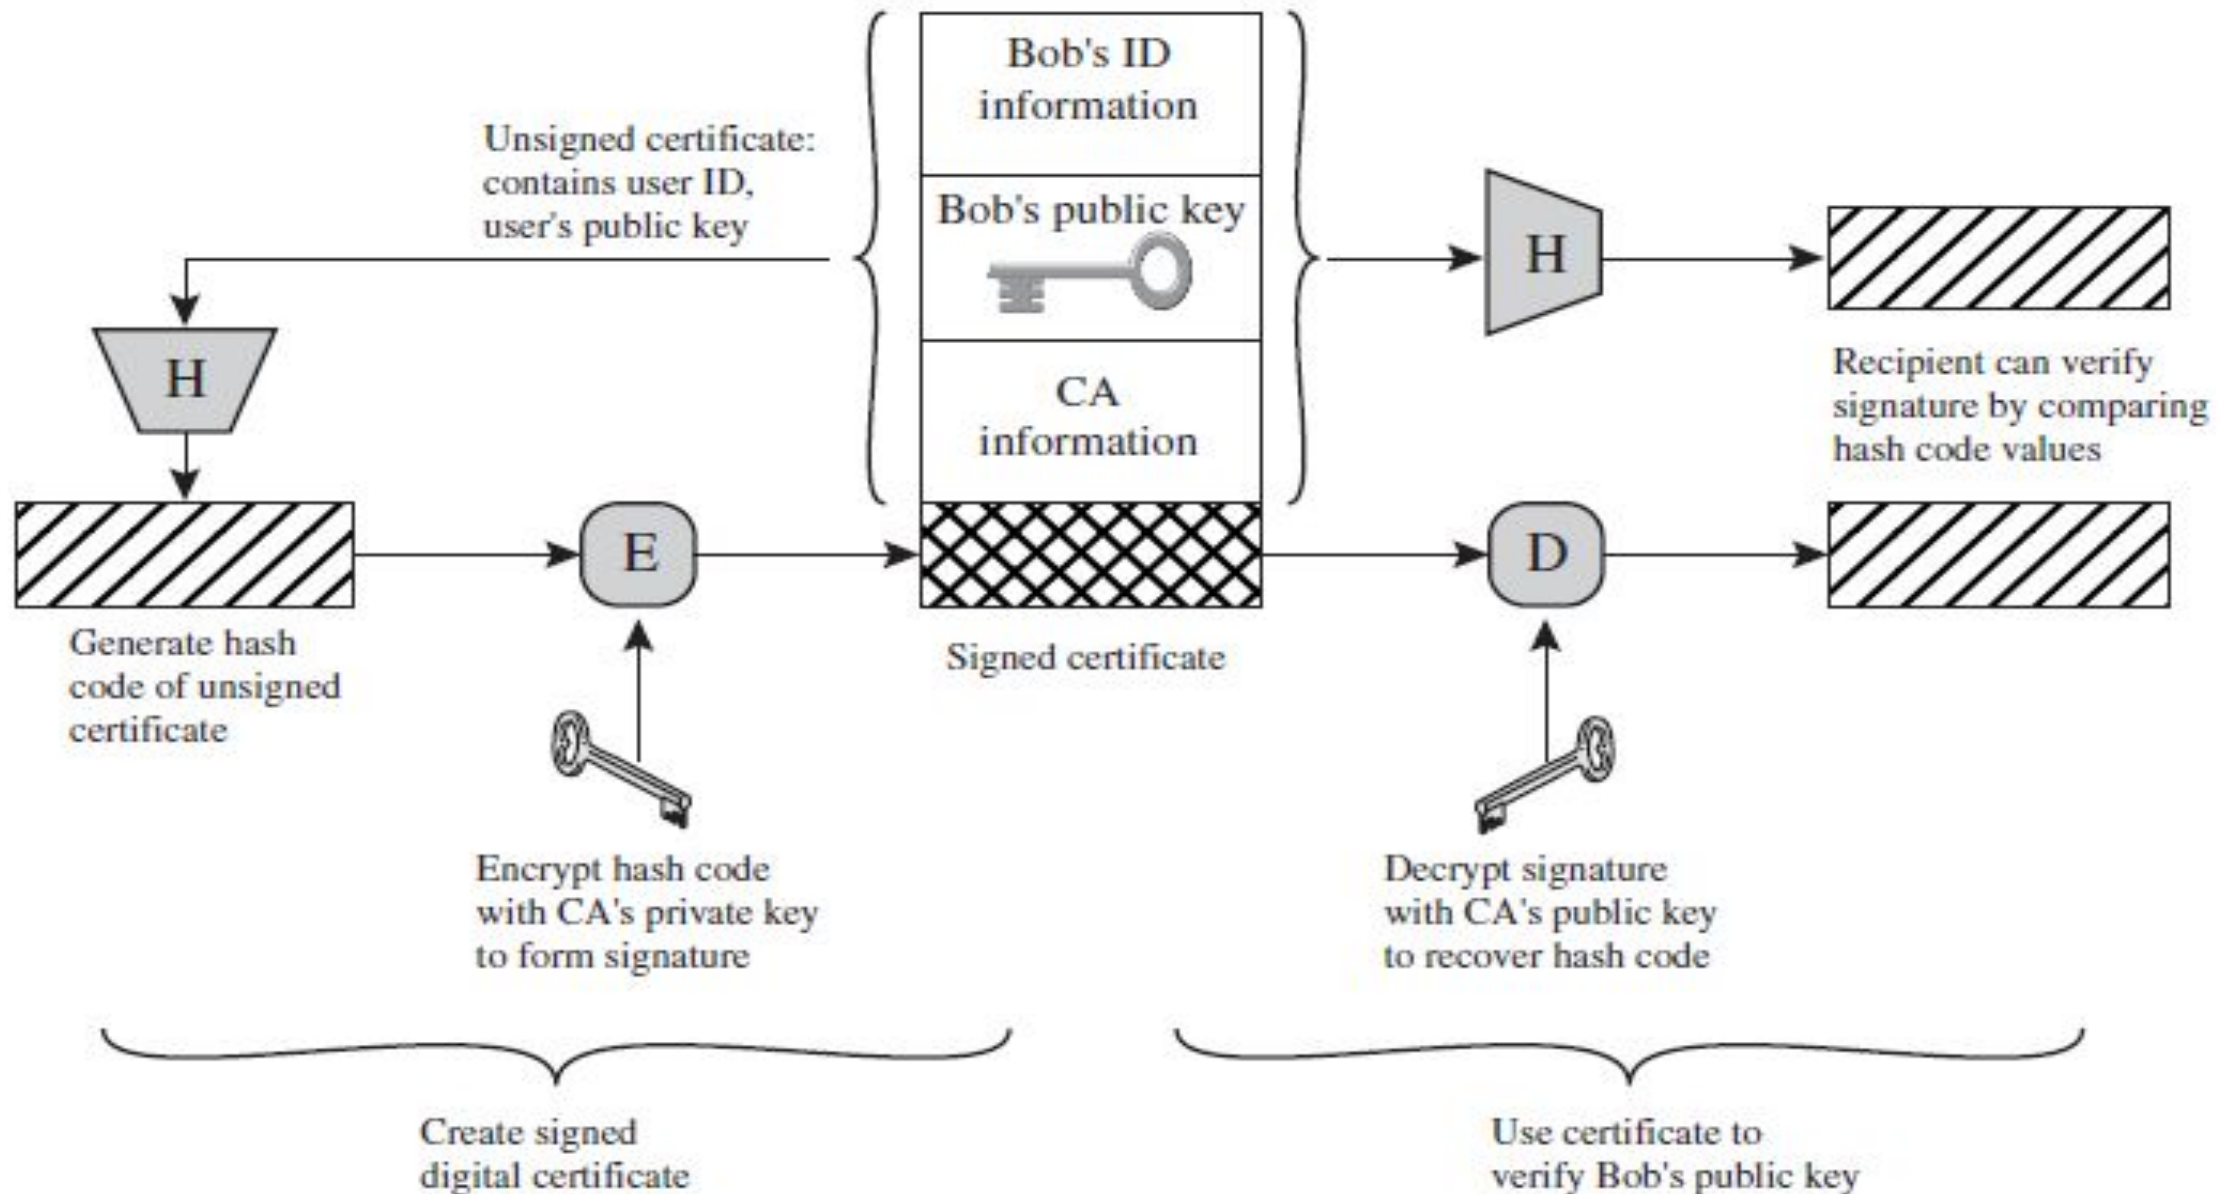 Bob's ID
information
Unsigned certificate:
contains user ID,
user's public key
Bob's public key
H
H
CA
information
Recipient can verify
signature by comparing
hash code values
E
D
Generate hash
code of unsigned
certificate
Signed certificate
Encrypt hash code
with CA's private key
to form signature
Decrypt signature
with CA's public key
to recover hash code
Create signed
digital certificate
Use certificate to
verify Bob's public key